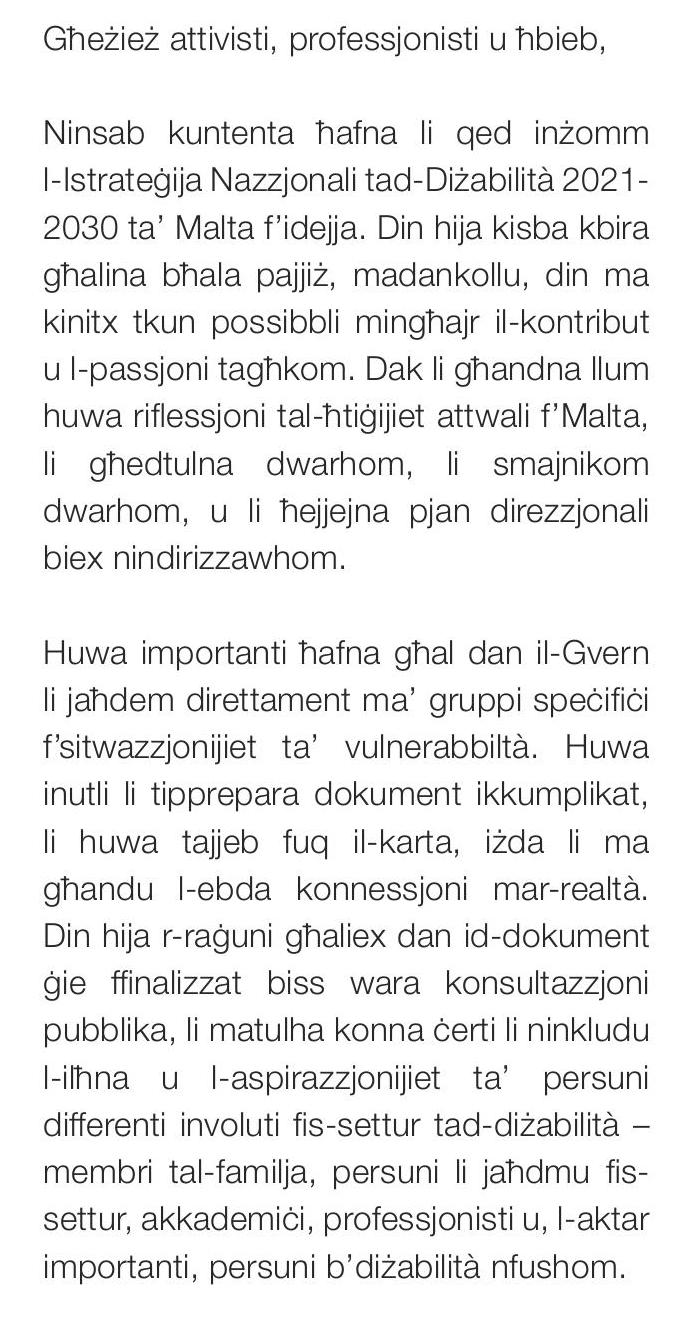 Għeżież attivisti, professjonisti u ħbieb,
Ninsab kuntenta ħafna li qed inżomm
l-Istrateġija Nazzjonali tad-Diżabilità 2021-
2030 ta’ Malta f’idejja. Din hija kisba kbira
għalina bħala pajjiż, madankollu, din ma
kinitx tkun possibbli mingħajr il-kontribut
u l-passjoni tagħkom. Dak li għandna llum
huwa riflessjoni tal-ħtiġijiet attwali f’Malta,
li għedtulna dwarhom, li smajnikom
dwarhom, u li ħejjejna pjan direzzjonali
biex nindirizzawhom.
Huwa importanti ħafna għal dan il-Gvern
li jaħdem direttament ma’ gruppi speċifiċi
f’sitwazzjonijiet ta’ vulnerabbiltà. Huwa
inutli li tipprepara dokument ikkumplikat,
li huwa tajjeb fuq il-karta, iżda li ma
għandu l-ebda konnessjoni mar-realtà.
Din hija r-raġuni għaliex dan id-dokument
ġie ffinalizzat biss wara konsultazzjoni
pubblika, li matulha konna ċerti li ninkludu
l-ilħna u l-aspirazzjonijiet ta’ persuni
differenti involuti fis-settur tad-diżabilità –
membri tal-familja, persuni li jaħdmu fis-
settur, akkademiċi, professjonisti u, l-aktar
importanti, persuni b’diżabilità nfushom.